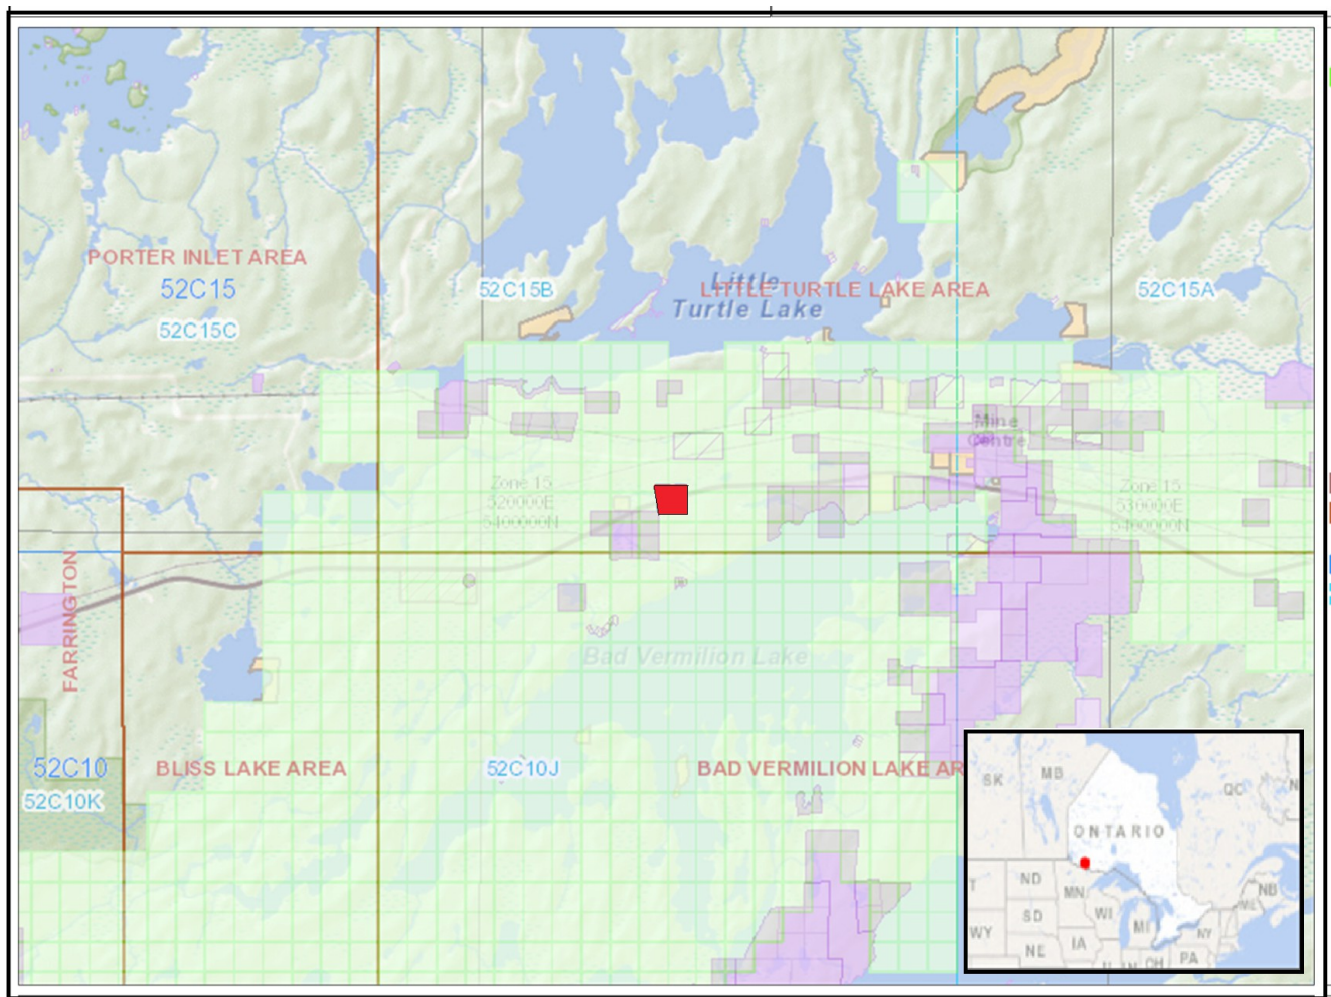 PORTER INLET AREA
52C15
52C15C
52C15B
Little
Turtle Lake
LITTLE TURTLE LAKE AREA
52C15A
Mine
Centre
Zone 15
520000E
5400000N
Zone 15
530000E
5400000N
FARRINGTON
Bad Vermilion Lake
52C10
52C10K
BLISS LAKE AREA
52C10J
BAD VERMILION LAKE AR
SK
MB
ONTARIO
QC
N
T
ND
MN
SD
WI
MI
WY
IA
NE
NY
NB
ME
OH
PA